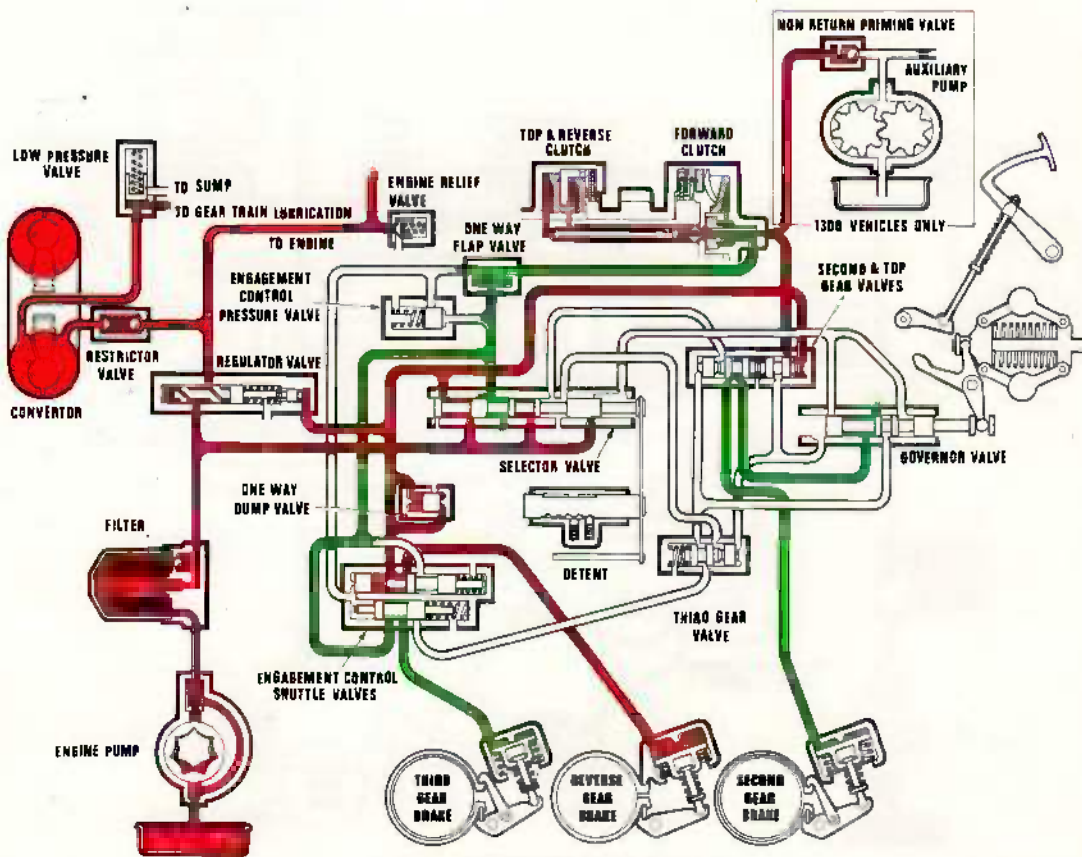 NON RETURN PRIMING VALVE
AUXILIARY
PUMP
1300 VEHICLES ONLY
TOP & REVERSE
CLUTCH
FORWARD
CLUTCH
LOW PRESSURE
VALVE
TO SUMP
TO GEAR TRAIN LUBRICATION
TO ENGINE
ENGINE RELIEF
VALVE
ONE WAY
FLAP VALVE
ENGAGEMENT
CONTROL
PRESSURE VALVE
SECOND & TOP
GEAR VALVES
RESTRICTOR
VALVE
REGULATOR VALVE
CONVERTOR
SELECTOR VALVE
GOVERNOR VALVE
ONE WAY
DUMP VALVE
FILTER
DETENT
THIRD GEAR
VALVE
ENGAGEMENT CONTROL
SHUTTLE VALVES
ENGINE PUMP
THIRD
GEAR
BRAKE
REVERSE
GEAR
BRAKE
SECOND
GEAR
BRAKE